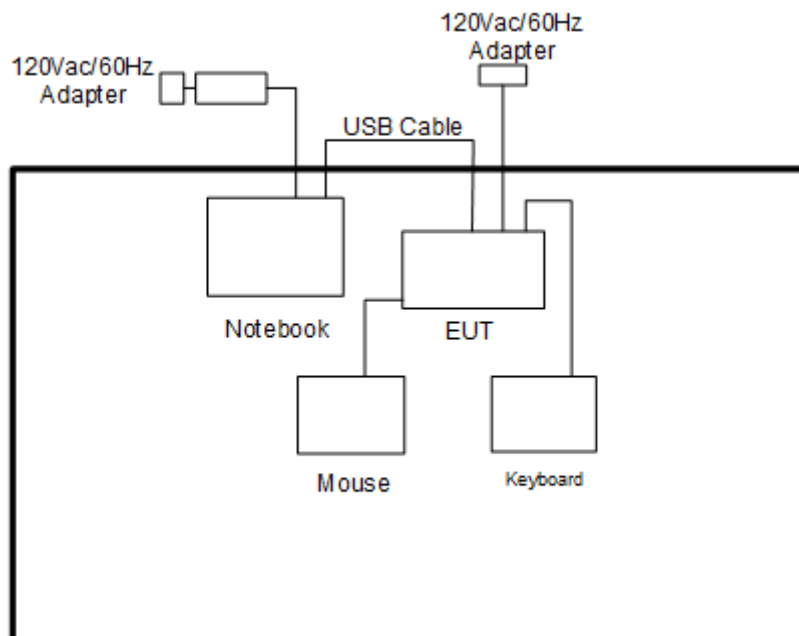 120Vac/60Hz
Adapter
120Vac/60Hz
Adapter
USB Cable
Notebook
EUT
Mouse
Keyboard